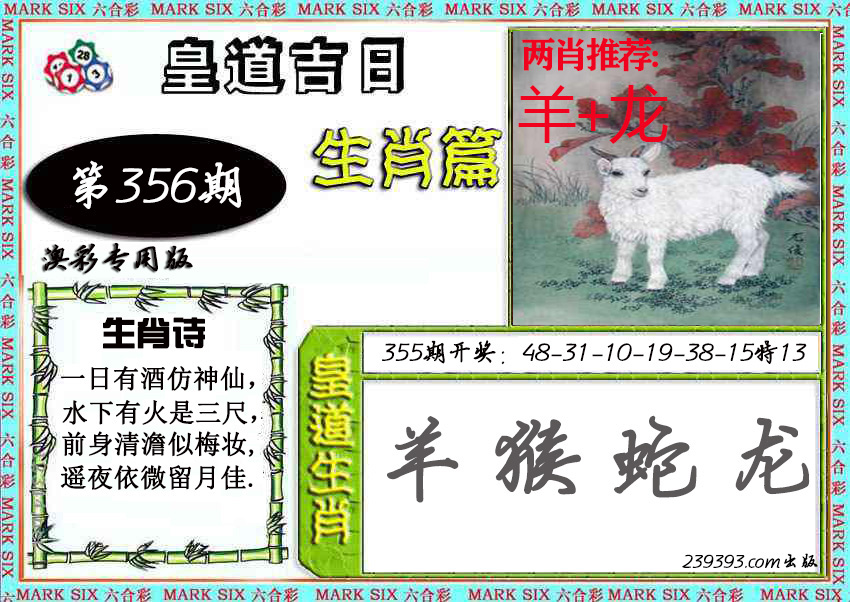 MARK SIX 六合彩 MARK SIX 六合彩 MARK SIX 六合彩 MARK SIX 六合彩 MARK SIX 六合彩 MARK SIX 六合彩
皇道吉日
28
1
3
两肖推荐:
羊+龙
生肖篇
第356期
澳彩专用版
生肖诗
一日有酒仿神仙，
水下有火是三尺，
前身清澹似梅妆，
遥夜依微留月佳.
355期开奖：48-31-10-19-38-15特13
皇道生肖
羊 猴 蛇 龙
239393.com出版
MARK SIX 六合彩 MARK SIX 六合彩 MARK SIX 六合彩 MARK SIX 六合彩 MARK SIX 六合彩 MARK SIX 六合彩